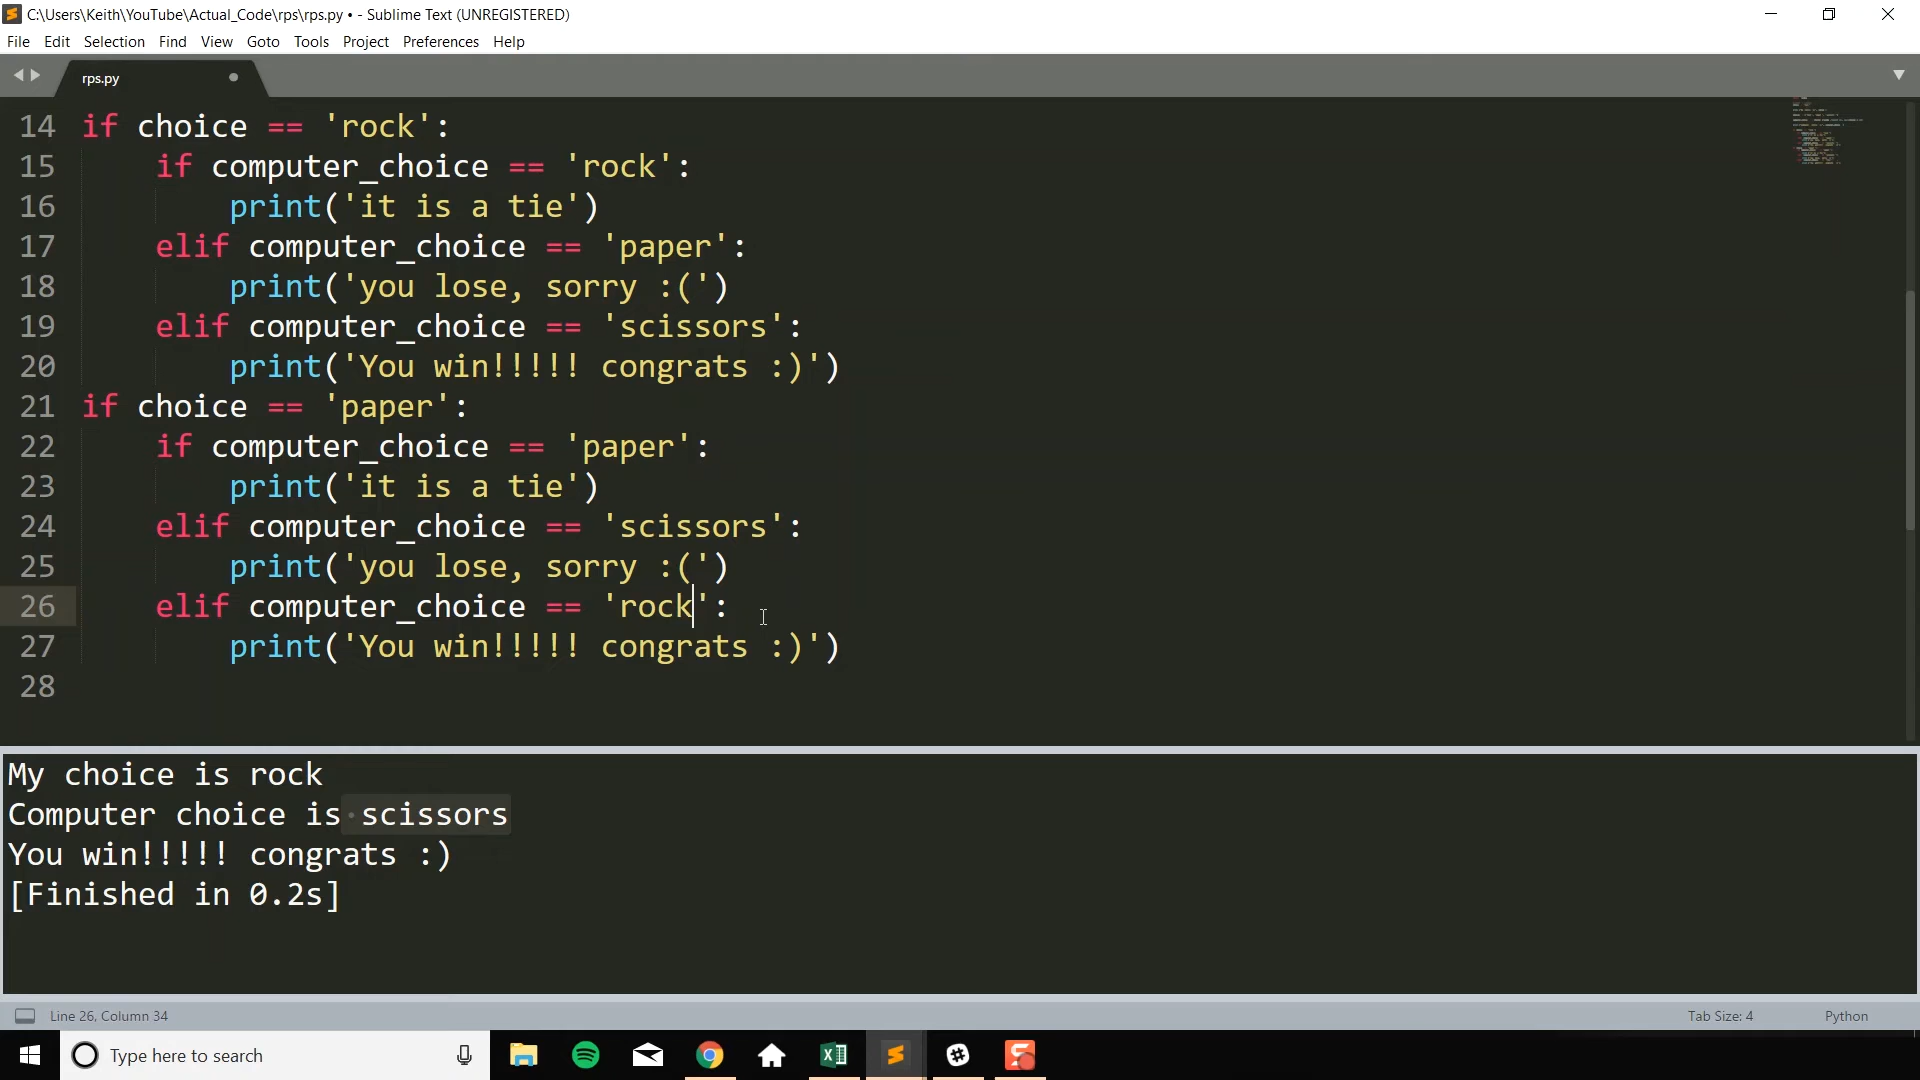 C:\Users\Keith\YouTube\Actual_Code\rps\rps.py • - Sublime Text (UNREGISTERED)
File Edit Selection Find View Goto Tools Project Preferences Help
rps.py
14 if choice == 'rock':
15     if computer_choice == 'rock':
16         print('it is a tie')
17     elif computer_choice == 'paper':
18         print('you lose, sorry :(')
19     elif computer_choice == 'scissors':
20         print('You win!!!!! congrats :)')
21 if choice == 'paper':
22     if computer_choice == 'paper':
23         print('it is a tie')
24     elif computer_choice == 'scissors':
25         print('you lose, sorry :(')
26     elif computer_choice == 'rock':
27         print('You win!!!!! congrats :)')
28
My choice is rock
Computer choice is scissors
You win!!!!! congrats :)
[Finished in 0.2s]
Line 26, Column 34 Tab Size: 4 Python
Type here to search